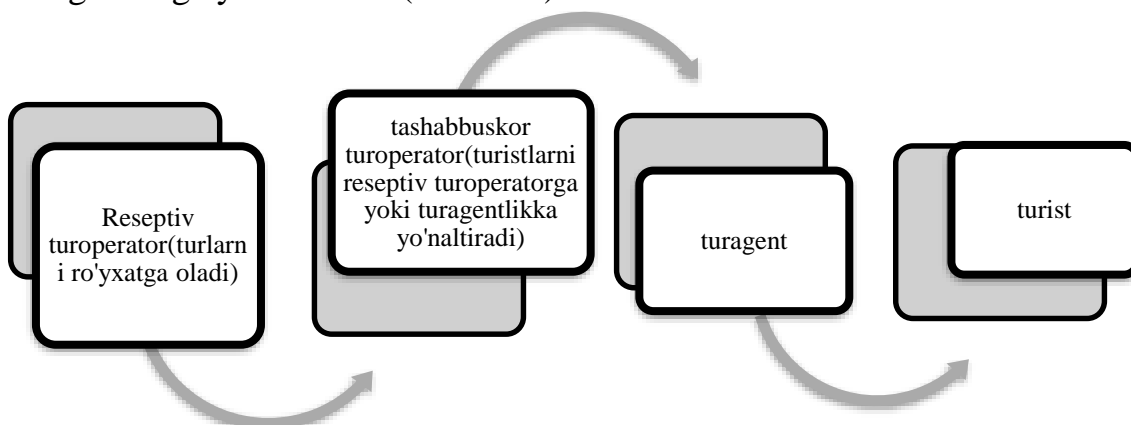 Reseptiv
turoperator(turlarn
i ro'yxatga oladi)
tashabbuskor
turoperator(turistlarni
reseptiv turoperatorga
yoki turagentlikka
yo'naltiradi)
turagent
turist